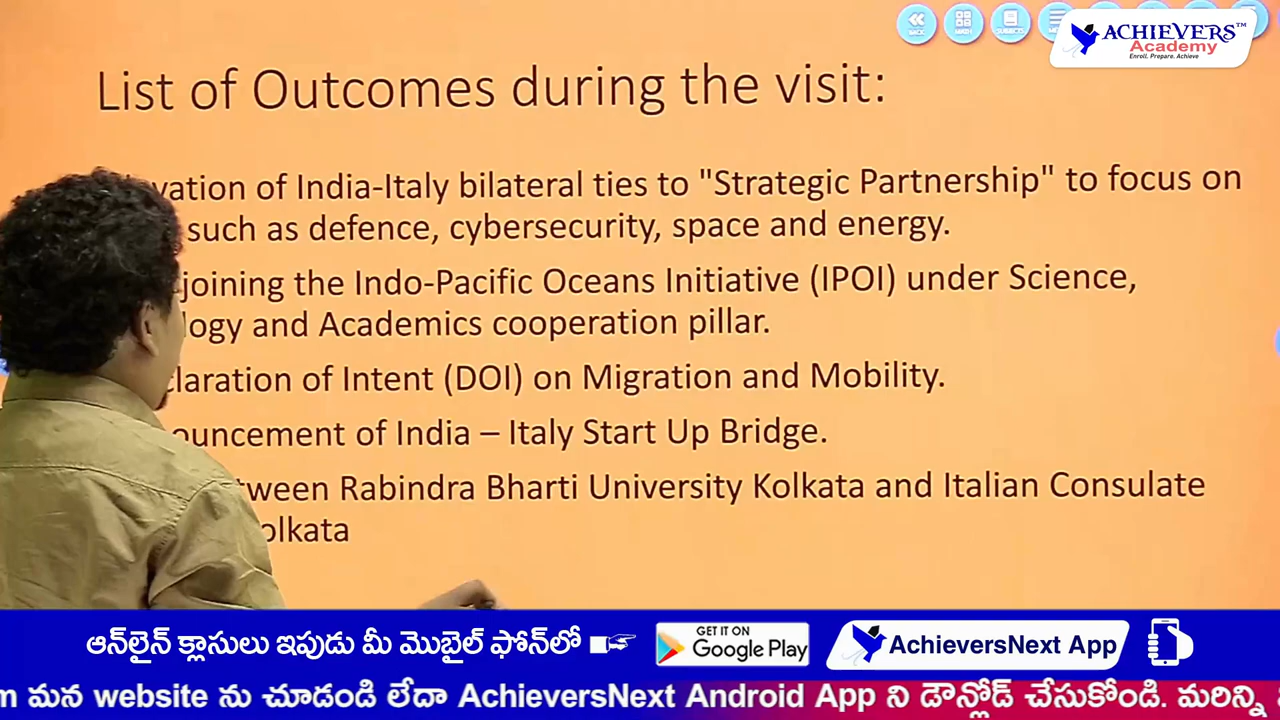 BACK
MATH
SUBJECTS
ACHIEVERS™
Academy
Enroll. Prepare. Achieve
List of Outcomes during the visit:
vation of India-Italy bilateral ties to "Strategic Partnership" to focus on
such as defence, cybersecurity, space and energy.
joining the Indo-Pacific Oceans Initiative (IPOI) under Science,
logy and Academics cooperation pillar.
claration of Intent (DOI) on Migration and Mobility.
ouncement of India – Italy Start Up Bridge.
tween Rabindra Bharti University Kolkata and Italian Consulate
olkata
ఆన్‌లైన్ క్లాసులు ఇపుడు మీ మొబైల్ ఫోన్‌లో
GET IT ON
Google Play
AchieversNext App
m మన website ను చూడండి లేదా AchieversNext Android App ని డౌన్లోడ్ చేసుకోండి. మరిన్ని